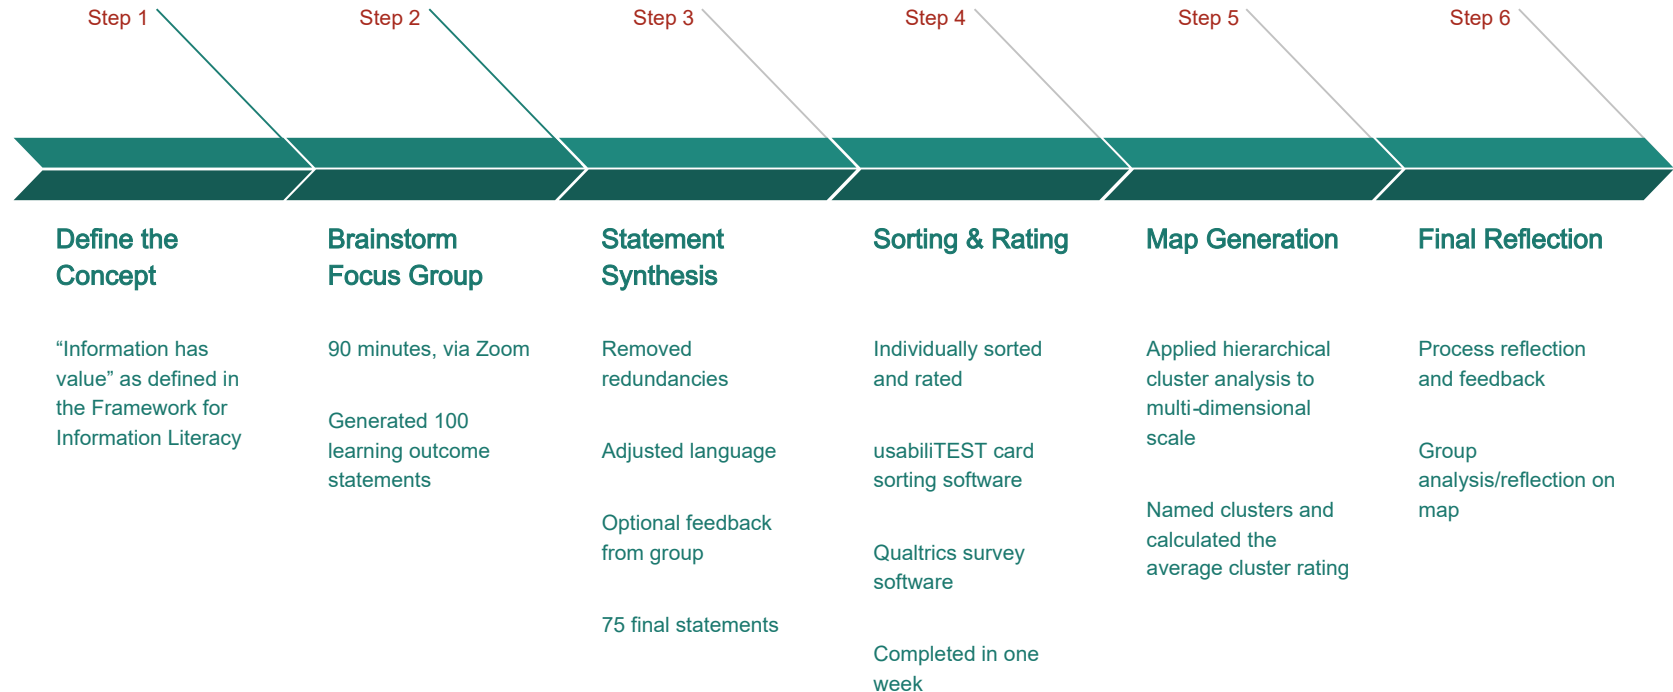 Step 1
Step 2
Step 3
Step 4
Step 5
Step 6
Define the
Concept
“Information has
value” as defined in
the Framework for
Information Literacy
Brainstorm
Focus Group
90 minutes, via Zoom
Generated 100
learning outcome
statements
Statement
Synthesis
Removed
redundancies
Adjusted language
Optional feedback
from group
75 final statements
Sorting & Rating
Individually sorted
and rated
usabiliTEST card
sorting software
Qualtrics survey
software
Completed in one
week
Map Generation
Applied hierarchical
cluster analysis to
multi-dimensional
scale
Named clusters and
calculated the
average cluster rating
Final Reflection
Process reflection
and feedback
Group
analysis/reflection on
map